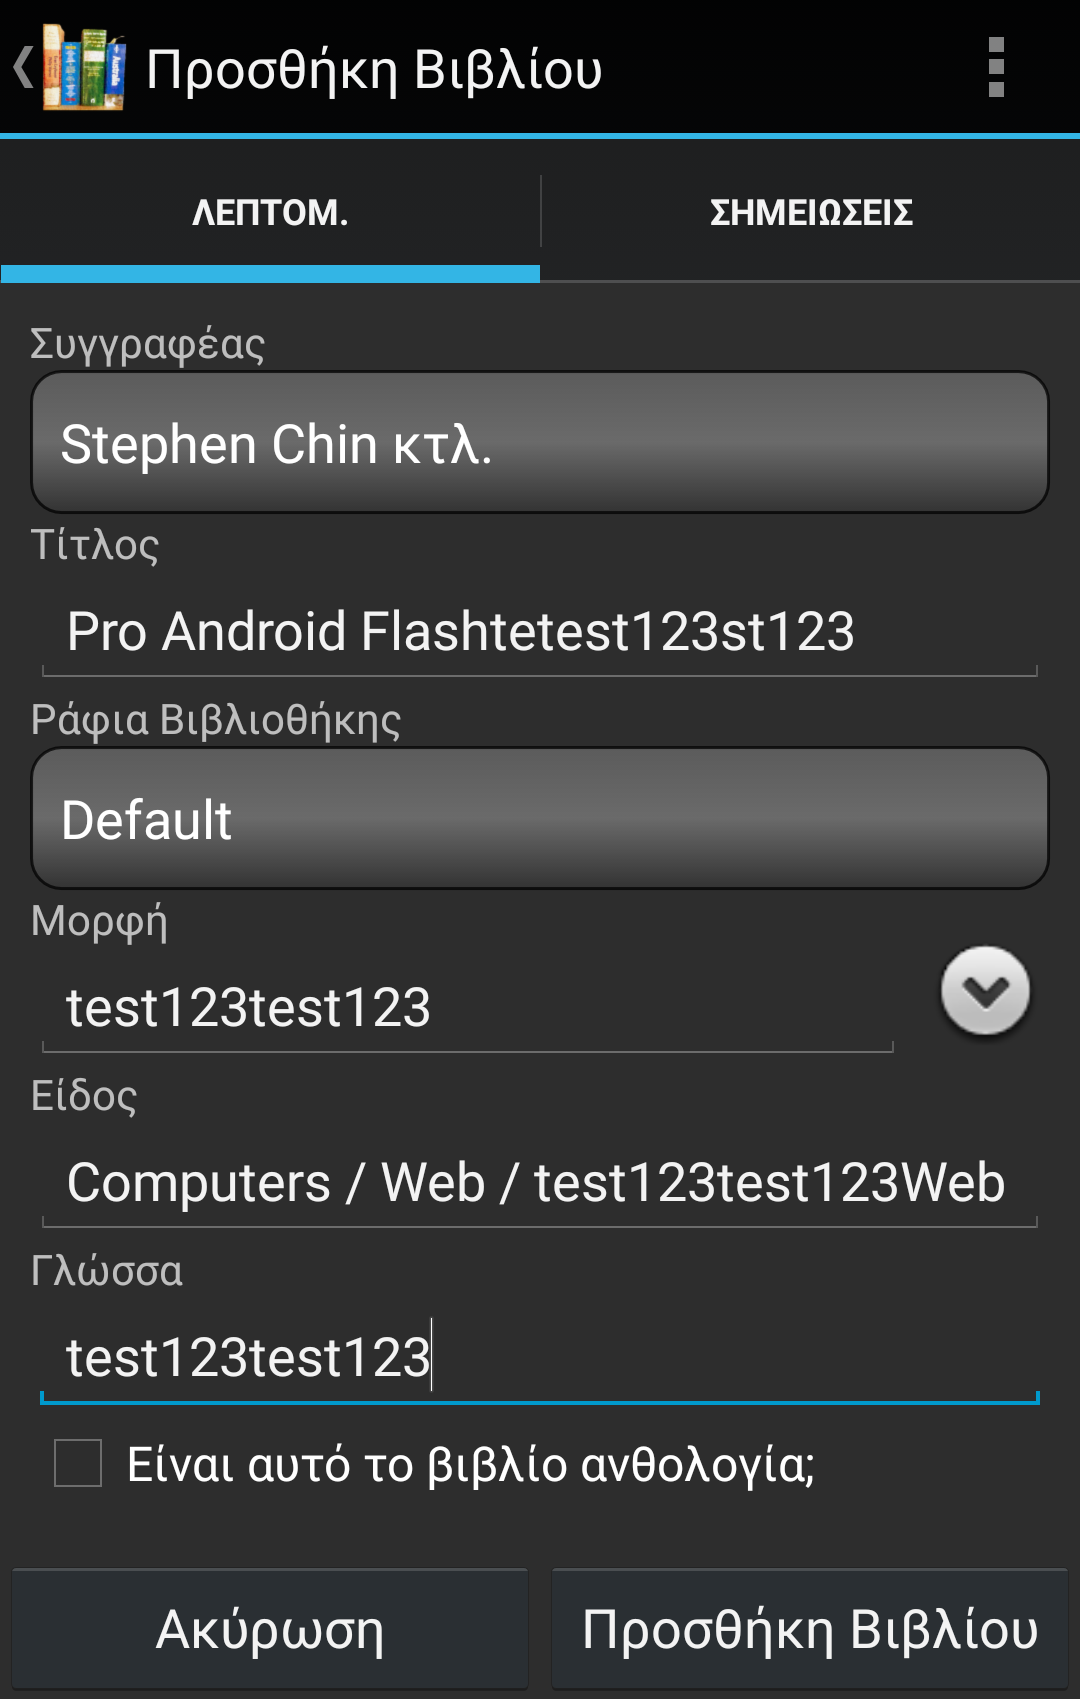 Προσθήκη Βιβλίου
ΛΕΠΤΟΜ.
ΣΗΜΕΙΩΣΕΙΣ
Συγγραφέας
Stephen Chin κτλ.
Τίτλος
Pro Android Flashtetest123st123
Ράφια Βιβλιοθήκης
Default
Μορφή
test123test123
Είδος
Computers / Web / test123test123Web
Γλώσσα
test123test123
Είναι αυτό το βιβλίο ανθολογία;
Ακύρωση
Προσθήκη Βιβλίου